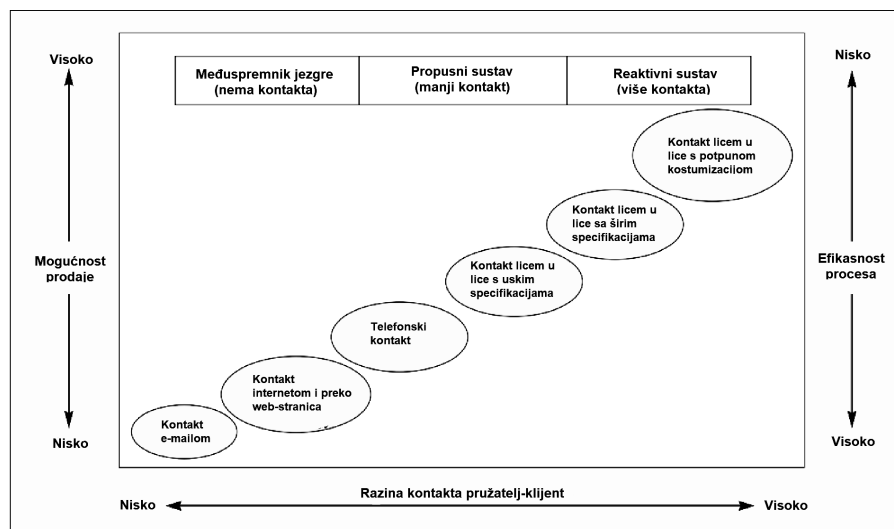 Visoko
Nisko
Međuspremnik jezgre
(nema kontakta)
Propusni sustav
(manji kontakt)
Reaktivni sustav
(više kontakta)
Kontakt licem u
lice s potpunom
kostumizacijom
Kontakt licem u
lice sa širim
specifikacijama
Mogućnost
prodaje
Kontakt licem u
lice s uskim
specifikacijama
Efikasnost
procesa
Telefonski
kontakt
Kontakt
internetom i preko
web-stranica
Kontakt
e-mailom
Nisko
Visoko
Razina kontakta pružatelj-klijent
Nisko
Visoko